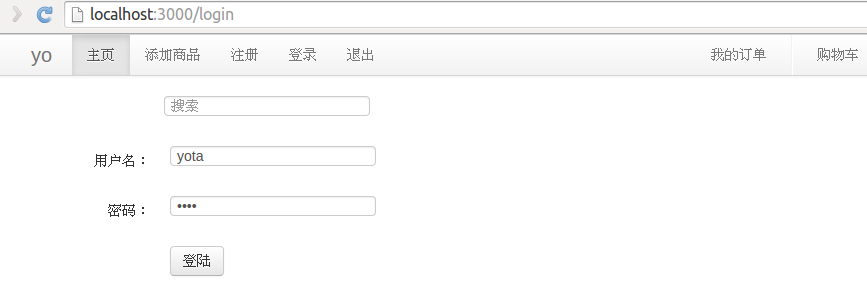 localhost:3000/login
yo 主页 添加商品 注册 登录 退出 我的订单 购物车
搜索
用户名： yota
密码： ••••
登陆